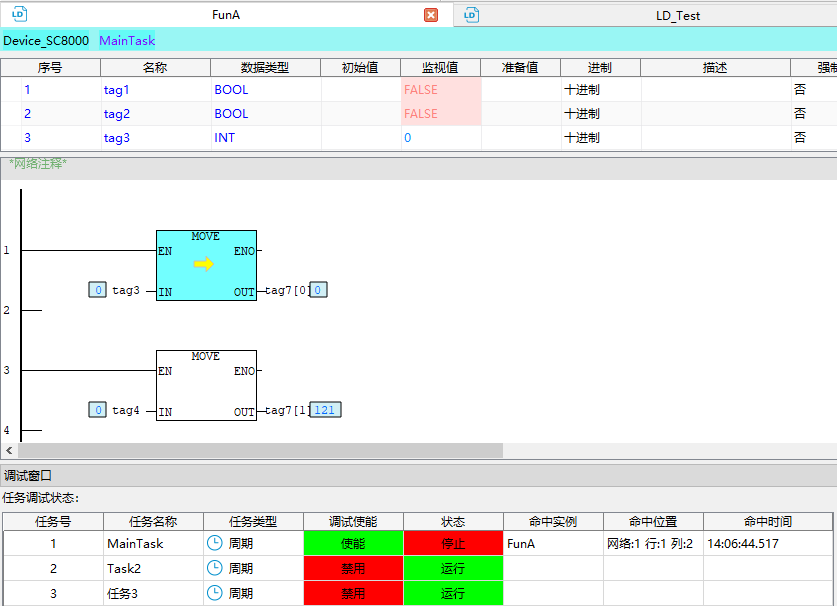 LD FunA LD LD_Test
Device_SC8000 MainTask
序号 名称 数据类型 初始值 监视值 准备值 进制 描述 强制
1 tag1 BOOL FALSE 十进制 否
2 tag2 BOOL FALSE 十进制 否
3 tag3 INT 0 十进制 否
*网络注释*
MOVE
1 EN ENO
0 tag3 IN OUT tag7[0] 0
2
MOVE
3 EN ENO
0 tag4 IN OUT tag7[1] 121
4
调试窗口
任务调试状态:
任务号 任务名称 任务类型 调试使能 状态 命中实例 命中位置 命中时间
1 MainTask 周期 使能 停止 FunA 网络:1 行:1 列:2 14:06:44.517
2 Task2 周期 禁用 运行
3 任务3 周期 禁用 运行